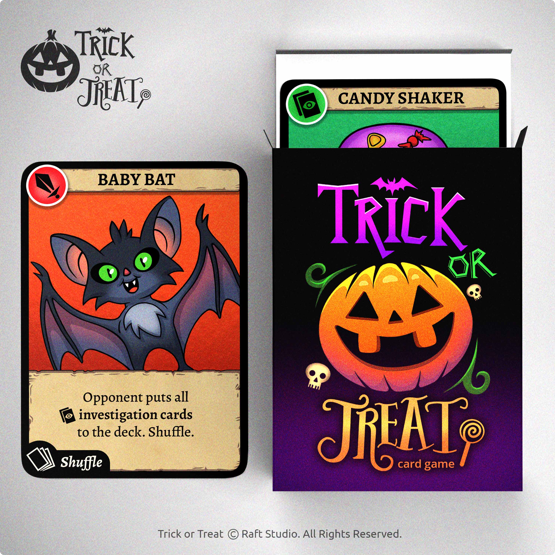 TRICK
OR
TREAT
CANDY SHAKER
BABY BAT
Opponent puts all
investigation cards
to the deck. Shuffle.
Shuffle
TRICK
OR
TREAT
card game
Trick or Treat © Raft Studio. All Rights Reserved.